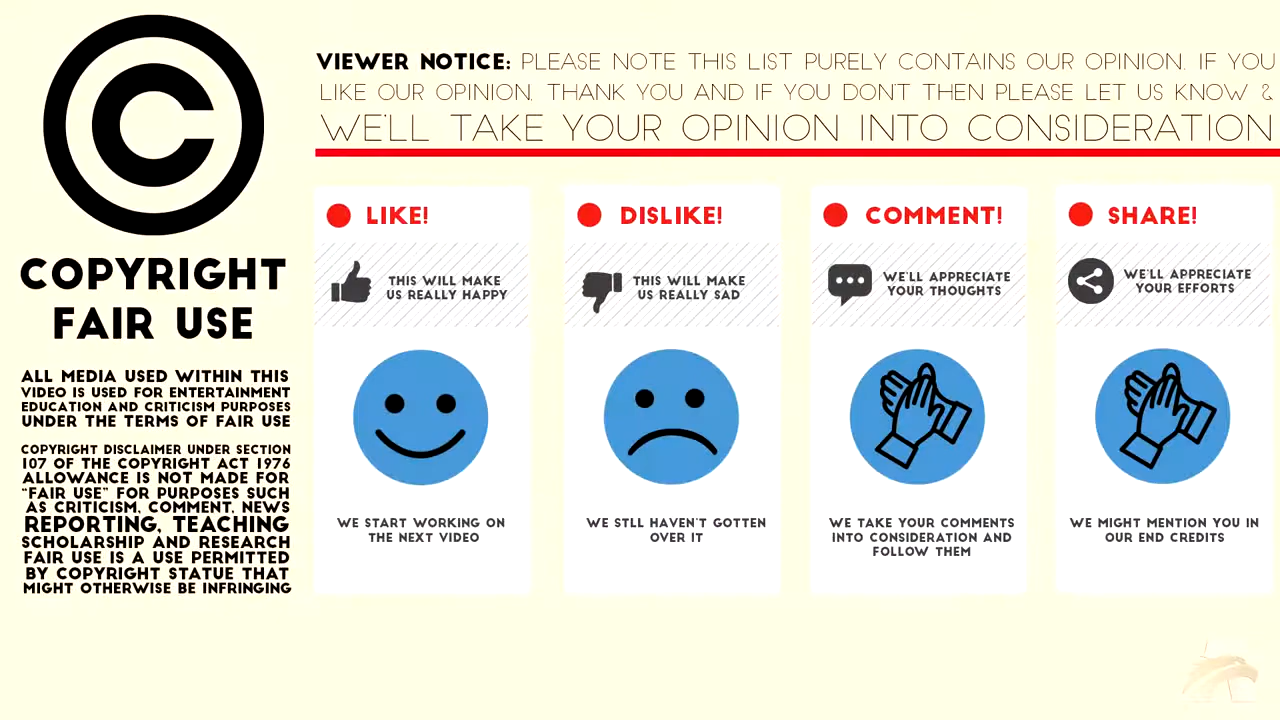 COPYRIGHT
FAIR USE
ALL MEDIA USED WITHIN THIS
VIDEO IS USED FOR ENTERTAINMENT
EDUCATION AND CRITICISM PURPOSES
UNDER THE TERMS OF FAIR USE
COPYRIGHT DISCLAIMER UNDER SECTION
107 OF THE COPYRIGHT ACT 1976
ALLOWANCE IS NOT MADE FOR
“FAIR USE” FOR PURPOSES SUCH
AS CRITICISM, COMMENT, NEWS
REPORTING, TEACHING
SCHOLARSHIP AND RESEARCH
FAIR USE IS A USE PERMITTED
BY COPYRIGHT STATUE THAT
MIGHT OTHERWISE BE INFRINGING
VIEWER NOTICE: PLEASE NOTE THIS LIST PURELY CONTAINS OUR OPINION. IF YOU
LIKE OUR OPINION, THANK YOU AND IF YOU DON'T THEN PLEASE LET US KNOW &
WE'LL TAKE YOUR OPINION INTO CONSIDERATION
LIKE!
THIS WILL MAKE
US REALLY HAPPY
WE START WORKING ON
THE NEXT VIDEO
DISLIKE!
THIS WILL MAKE
US REALLY SAD
WE STLL HAVEN'T GOTTEN
OVER IT
COMMENT!
WE'LL APPRECIATE
YOUR THOUGHTS
WE TAKE YOUR COMMENTS
INTO CONSIDERATION AND
FOLLOW THEM
SHARE!
WE'LL APPRECIATE
YOUR EFFORTS
WE MIGHT MENTION YOU IN
OUR END CREDITS